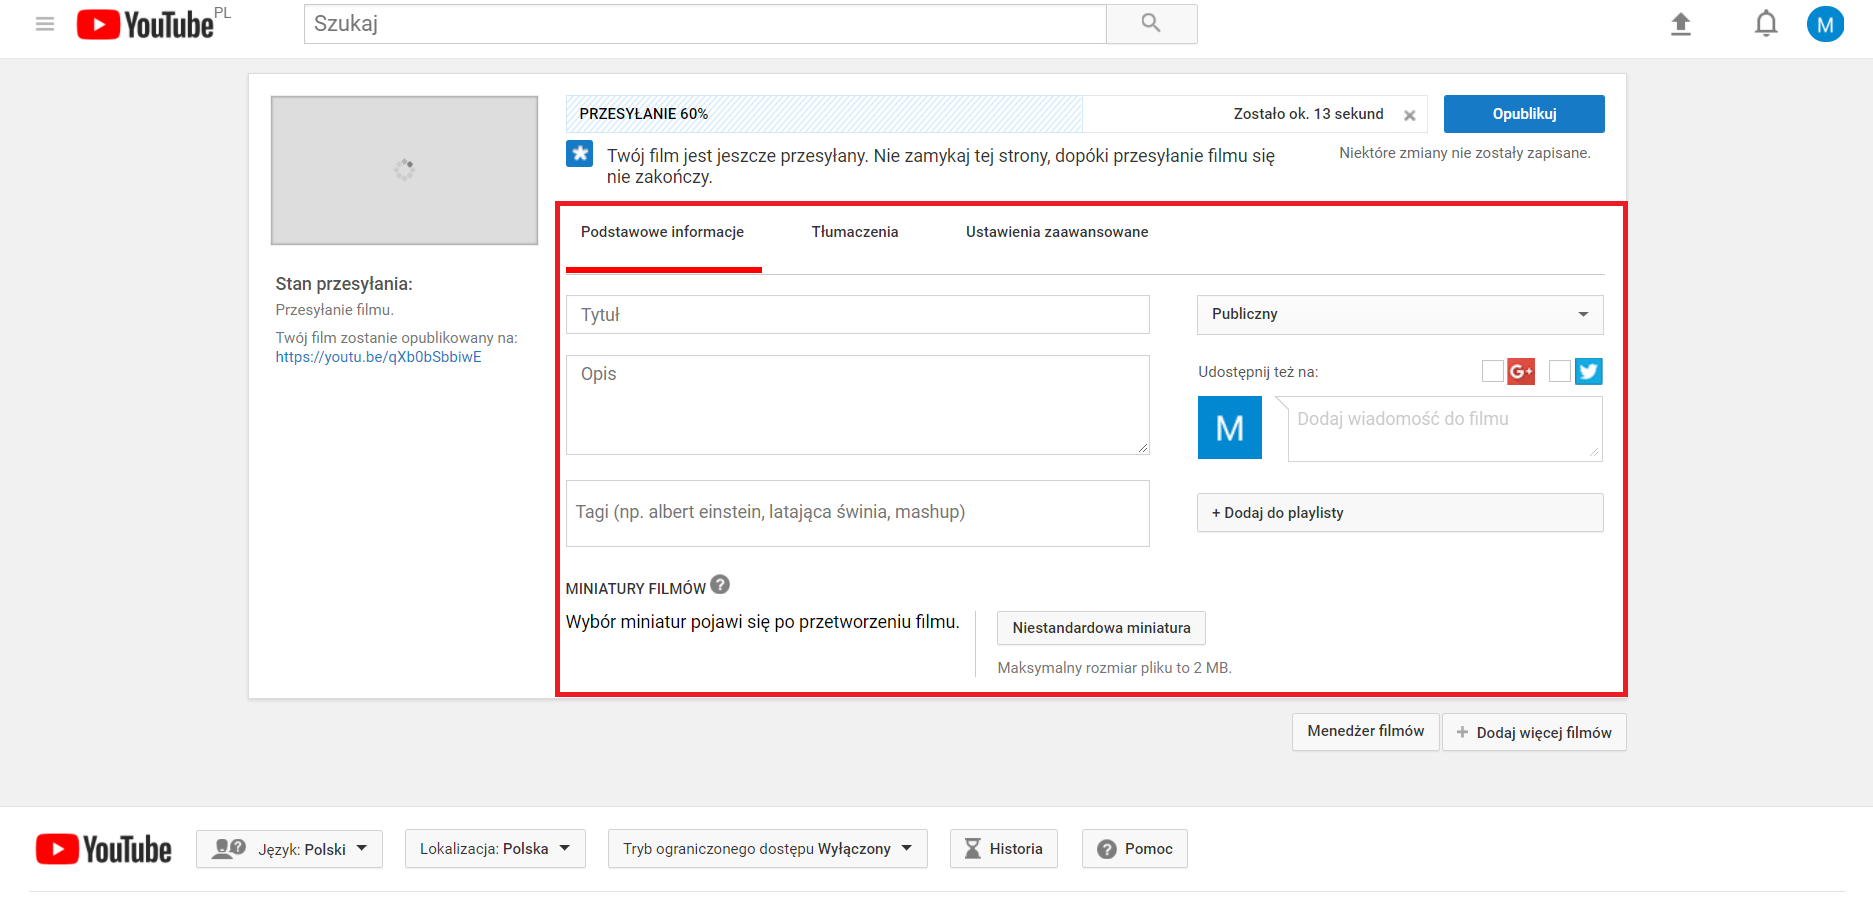 YouTube PL
Szukaj
M
PRZESYŁANIE 60%
Zostało ok. 13 sekund
Opublikuj
Twój film jest jeszcze przesyłany. Nie zamykaj tej strony, dopóki przesyłanie filmu się
nie zakończy.
Niektóre zmiany nie zostały zapisane.
Stan przesyłania:
Przesyłanie filmu.
Twój film zostanie opublikowany na:
https://youtu.be/qXb0bSbbiwE
Podstawowe informacje
Tłumaczenia
Ustawienia zaawansowane
Tytuł
Opis
Tagi (np. albert einstein, latająca świnia, mashup)
Publiczny
Udostępnij też na:
G+
M
Dodaj wiadomość do filmu
+ Dodaj do playlisty
MINIATURY FILMÓW ?
Wybór miniatur pojawi się po przetworzeniu filmu.
Niestandardowa miniatura
Maksymalny rozmiar pliku to 2 MB.
Menedżer filmów
+ Dodaj więcej filmów
YouTube
Język: Polski
Lokalizacja: Polska
Tryb ograniczonego dostępu Wyłączony
Historia
? Pomoc